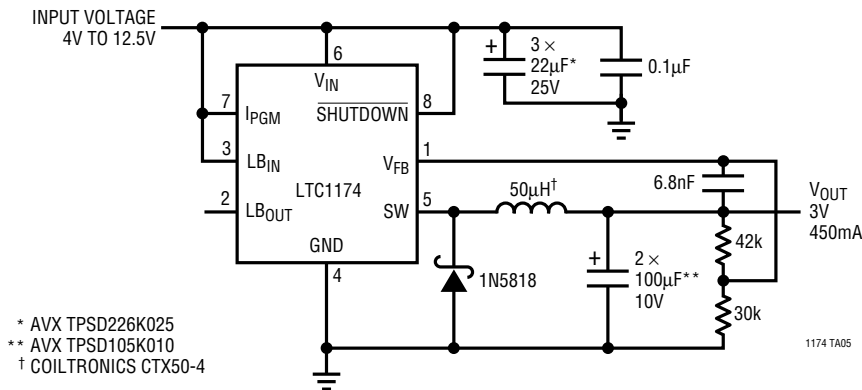 INPUT VOLTAGE
4V TO 12.5V
6
V_IN
7
I_PGM
SHUTDOWN
8
3 ×
22µF*
25V
+
0.1µF
3
LB_IN
V_FB
1
LTC1174
6.8nF
2
LB_OUT
SW
5
50µH†
V_OUT
3V
450mA
GND
4
1N5818
+
2 ×
100µF**
10V
42k
30k
* AVX TPSD226K025
** AVX TPSD105K010
† COILTRONICS CTX50-4
1174 TA05